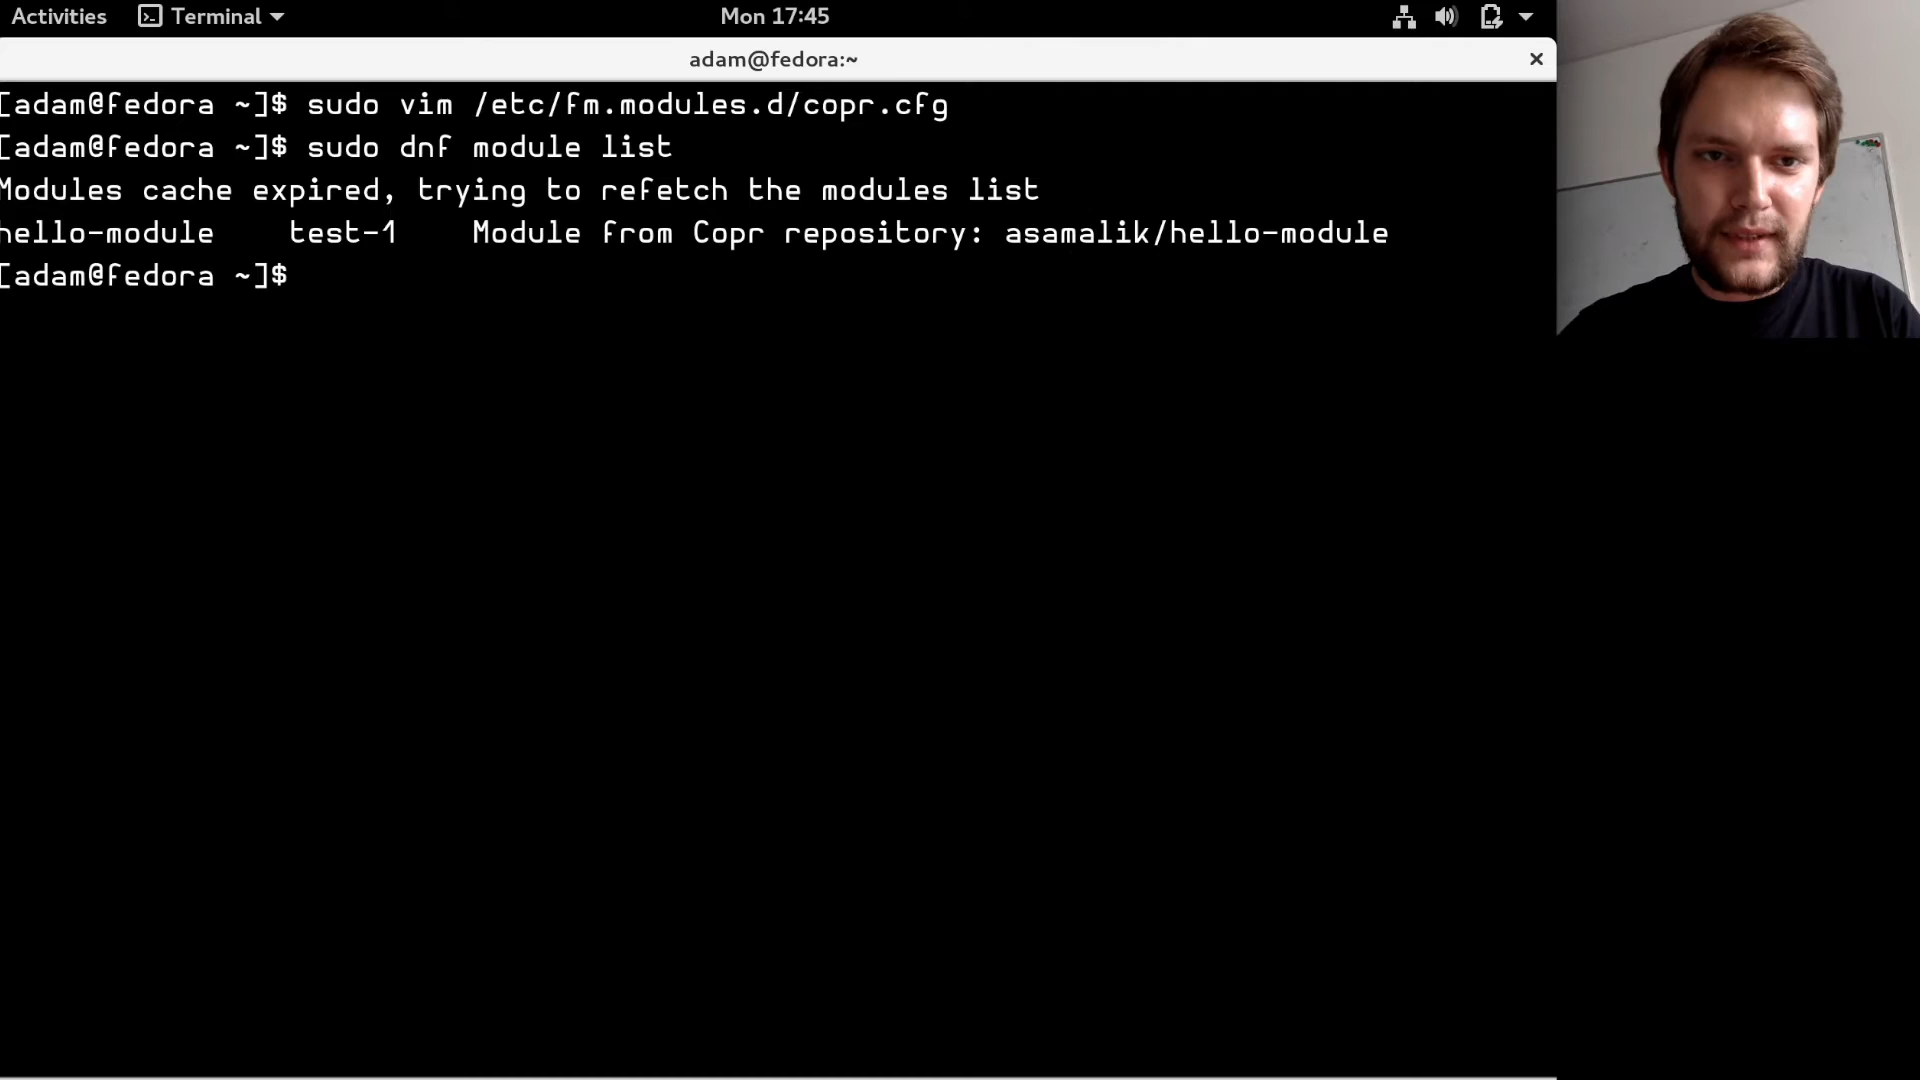 Activities Terminal Mon 17:45
adam@fedora:~
[adam@fedora ~]$ sudo vim /etc/fm.modules.d/copr.cfg
[adam@fedora ~]$ sudo dnf module list
Modules cache expired, trying to refetch the modules list
hello-module    test-1    Module from Copr repository: asamalik/hello-module
[adam@fedora ~]$